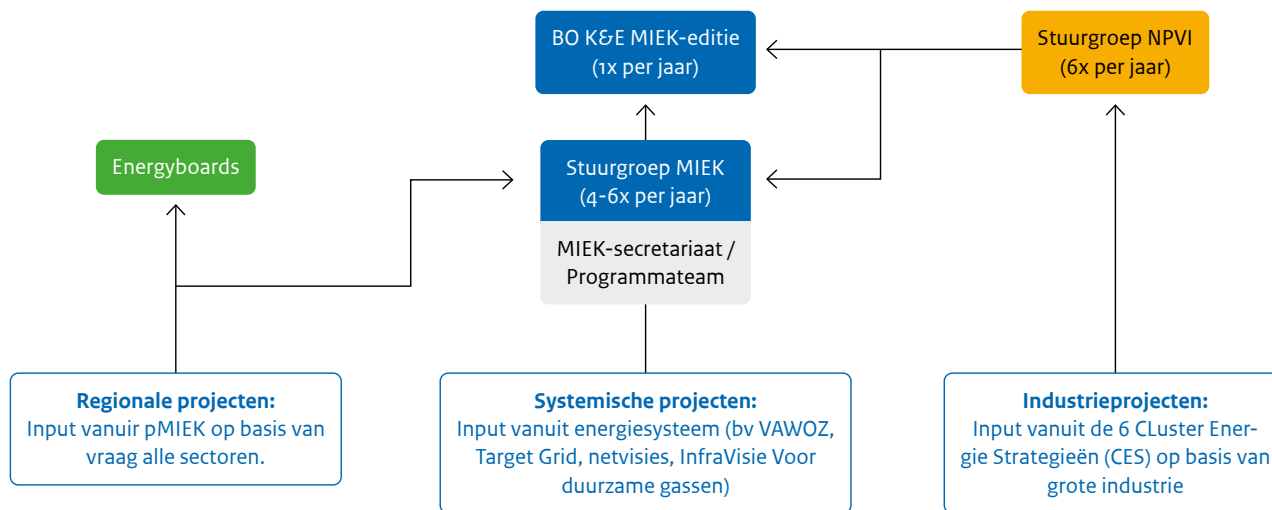 BO K&E MIEK-editie
(1x per jaar)
Stuurgroep NPVI
(6x per jaar)
Energyboards
Stuurgroep MIEK
(4-6x per jaar)
MIEK-secretariaat /
Programmateam
Regionale projecten:
Input vanuir pMIEK op basis van
vraag alle sectoren.
Systemische projecten:
Input vanuit energiesysteem (bv VAWOZ,
Target Grid, netvisies, InfraVisie Voor
duurzame gassen)
Industrieprojecten:
Input vanuit de 6 CLuster Ener-
gie Strategieën (CES) op basis van
grote industrie